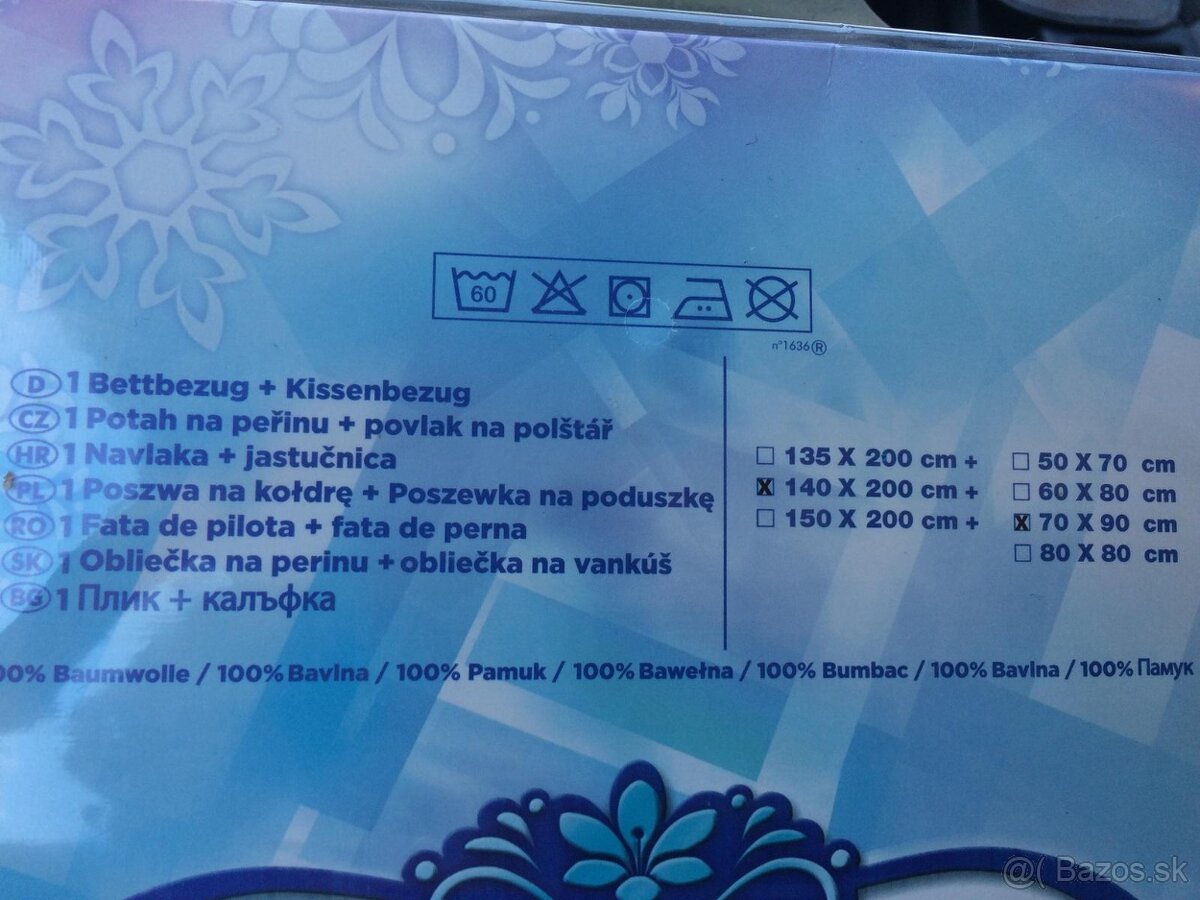 60
n°1636 ®
D 1 Bettbezug + Kissenbezug
CZ 1 Potah na peřinu + povlak na polštář
HR 1 Navlaka + jastučnica
PL 1 Poszwa na kołdrę + Poszewka na poduszkę
RO 1 Fata de pilota + fata de perna
SK 1 Obliečka na perinu + obliečka na vankúš
BG 1 Плик + калъфка
135 X 200 cm + 50 X 70 cm
X 140 X 200 cm + 60 X 80 cm
150 X 200 cm + X 70 X 90 cm
80 X 80 cm
00% Baumwolle / 100% Bavlna / 100% Pamuk / 100% Bawełna / 100% Bumbac / 100% Bavlna / 100% Памук
@( Bazos.sk